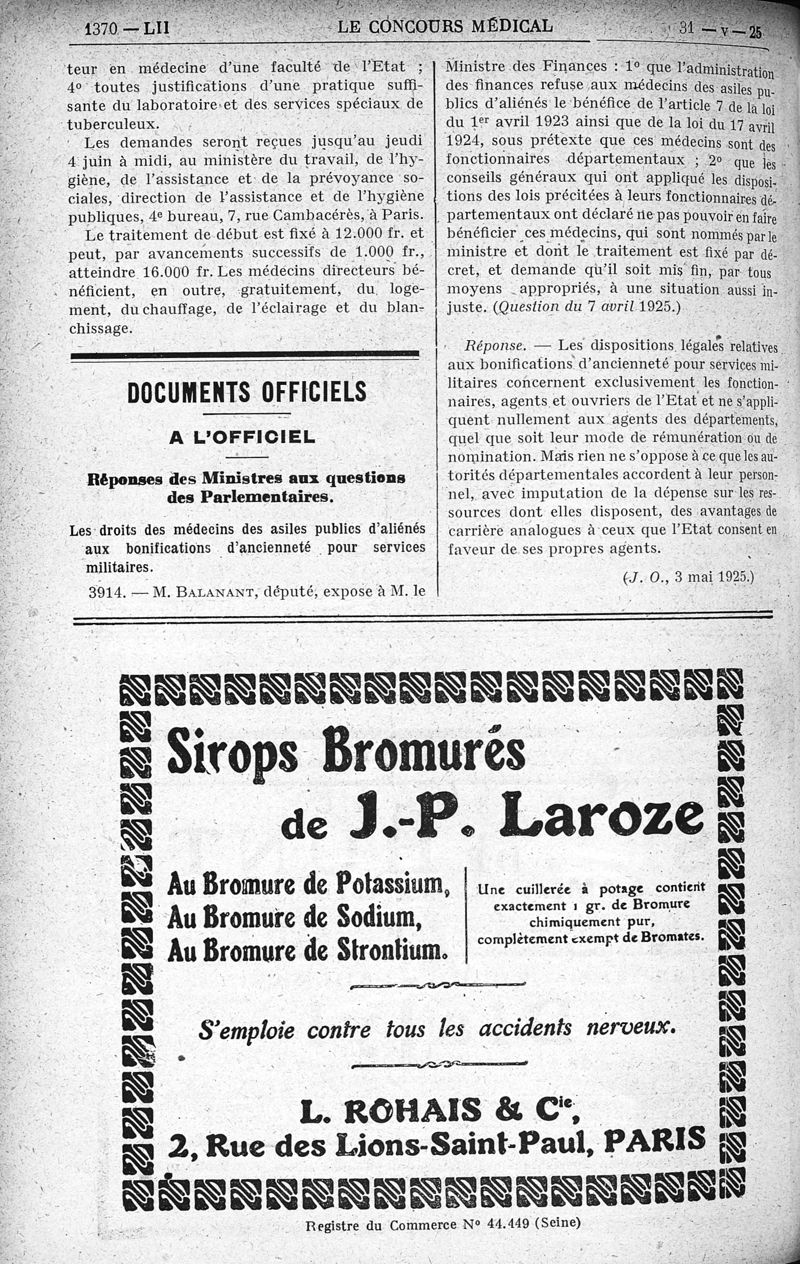 1370 — LII
LE CONCOURS MÉDICAL
31 — V — 25
teur en médecine d'une faculté de l'Etat ;
4° toutes justifications d'une pratique suffi-
sante du laboratoire et des services spéciaux de
tuberculeux.
Les demandes seront reçues jusqu'au jeudi
4 juin à midi, au ministère du travail, de l'hy-
giène, de l'assistance et de la prévoyance so-
ciales, direction de l'assistance et de l'hygiène
publiques, 4e bureau, 7, rue Cambacérès, à Paris.
Le traitement de début est fixé à 12.000 fr. et
peut, par avancements successifs de 1.000 fr.,
atteindre 16.000 fr. Les médecins directeurs bé-
néficient, en outre, gratuitement, du loge-
ment, du chauffage, de l'éclairage et du blan-
chissage.
DOCUMENTS OFFICIELS
A L'OFFICIEL
Réponses des Ministres aux questions
des Parlementaires.
Les droits des médecins des asiles publics d'aliénés
aux bonifications d'ancienneté pour services
militaires.
3914. — M. BALANANT, député, expose à M. le
Ministre des Finances : 1° que l'administration
des finances refuse aux médecins des asiles pu-
blics d'aliénés le bénéfice de l'article 7 de la loi
du 1er avril 1923 ainsi que de la loi du 17 avril
1924, sous prétexte que ces médecins sont des
fonctionnaires départementaux ; 2° que les
conseils généraux qui ont appliqué les disposi-
tions des lois précitées à leurs fonctionnaires dé-
partementaux ont déclaré ne pas pouvoir en faire
bénéficier ces médecins, qui sont nommés par le
ministre et dont le traitement est fixé par dé-
cret, et demande qu'il soit mis fin, par tous
moyens appropriés, à une situation aussi in-
juste. (Question du 7 avril 1925.)
Réponse. — Les dispositions légales relatives
aux bonifications d'ancienneté pour services mi-
litaires concernent exclusivement les fonction-
naires, agents et ouvriers de l'Etat et ne s'appli-
quent nullement aux agents des départements,
quel que soit leur mode de rémunération ou de
nomination. Mais rien ne s'oppose à ce que les au-
torités départementales accordent à leur person-
nel, avec imputation de la dépense sur les res-
sources dont elles disposent, des avantages de
carrière analogues à ceux que l'Etat consent en
faveur de ses propres agents.
(J. O., 3 mai 1925.)
Sirops Bromurés
de J.-P. Laroze
Au Bromure de Potassium,
Au Bromure de Sodium,
Au Bromure de Strontium.
Une cuillerée à potage contient
exactement 1 gr. de Bromure
chimiquement pur,
complètement exempt de Bromates.
S'emploie contre tous les accidents nerveux.
L. ROHAIS & Cie,
2, Rue des Lions-Saint-Paul, PARIS
Registre du Commerce N° 44.449 (Seine)